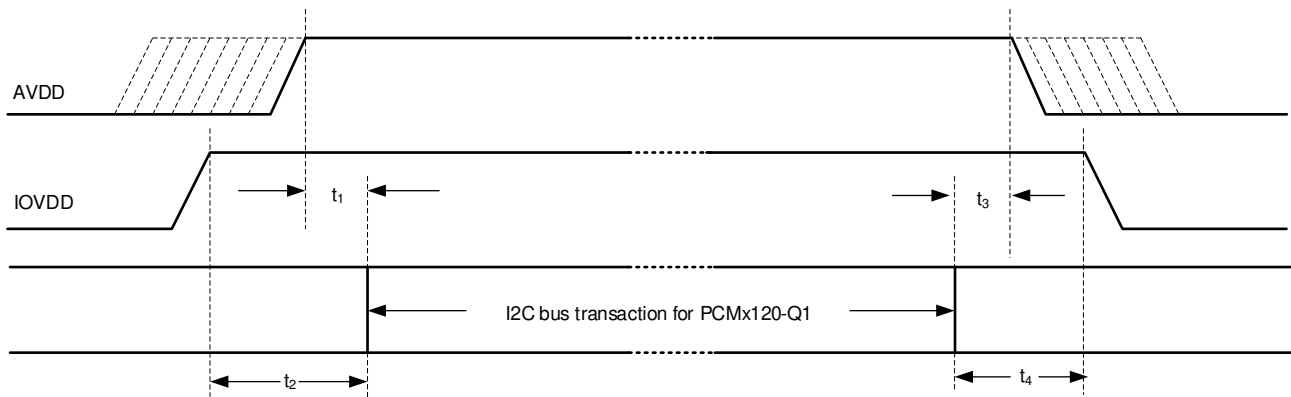 AVDD
t1
t3
IOVDD
I2C bus transaction for PCMx120-Q1
t2
t4